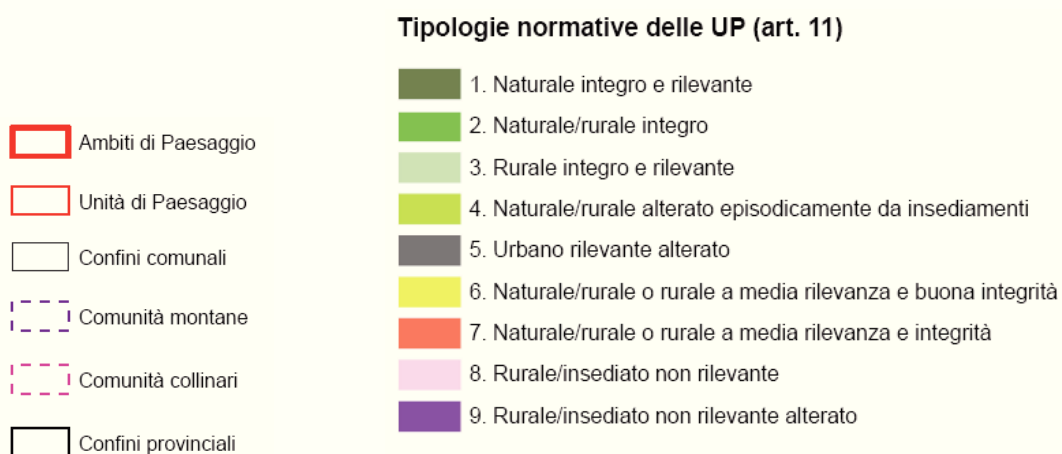 Tipologie normative delle UP (art. 11)
1. Naturale integro e rilevante
2. Naturale/rurale integro
3. Rurale integro e rilevante
4. Naturale/rurale alterato episodicamente da insediamenti
5. Urbano rilevante alterato
6. Naturale/rurale o rurale a media rilevanza e buona integrità
7. Naturale/rurale o rurale a media rilevanza e integrità
8. Rurale/insediato non rilevante
9. Rurale/insediato non rilevante alterato
Ambiti di Paesaggio
Unità di Paesaggio
Confini comunali
Comunità montane
Comunità collinari
Confini provinciali